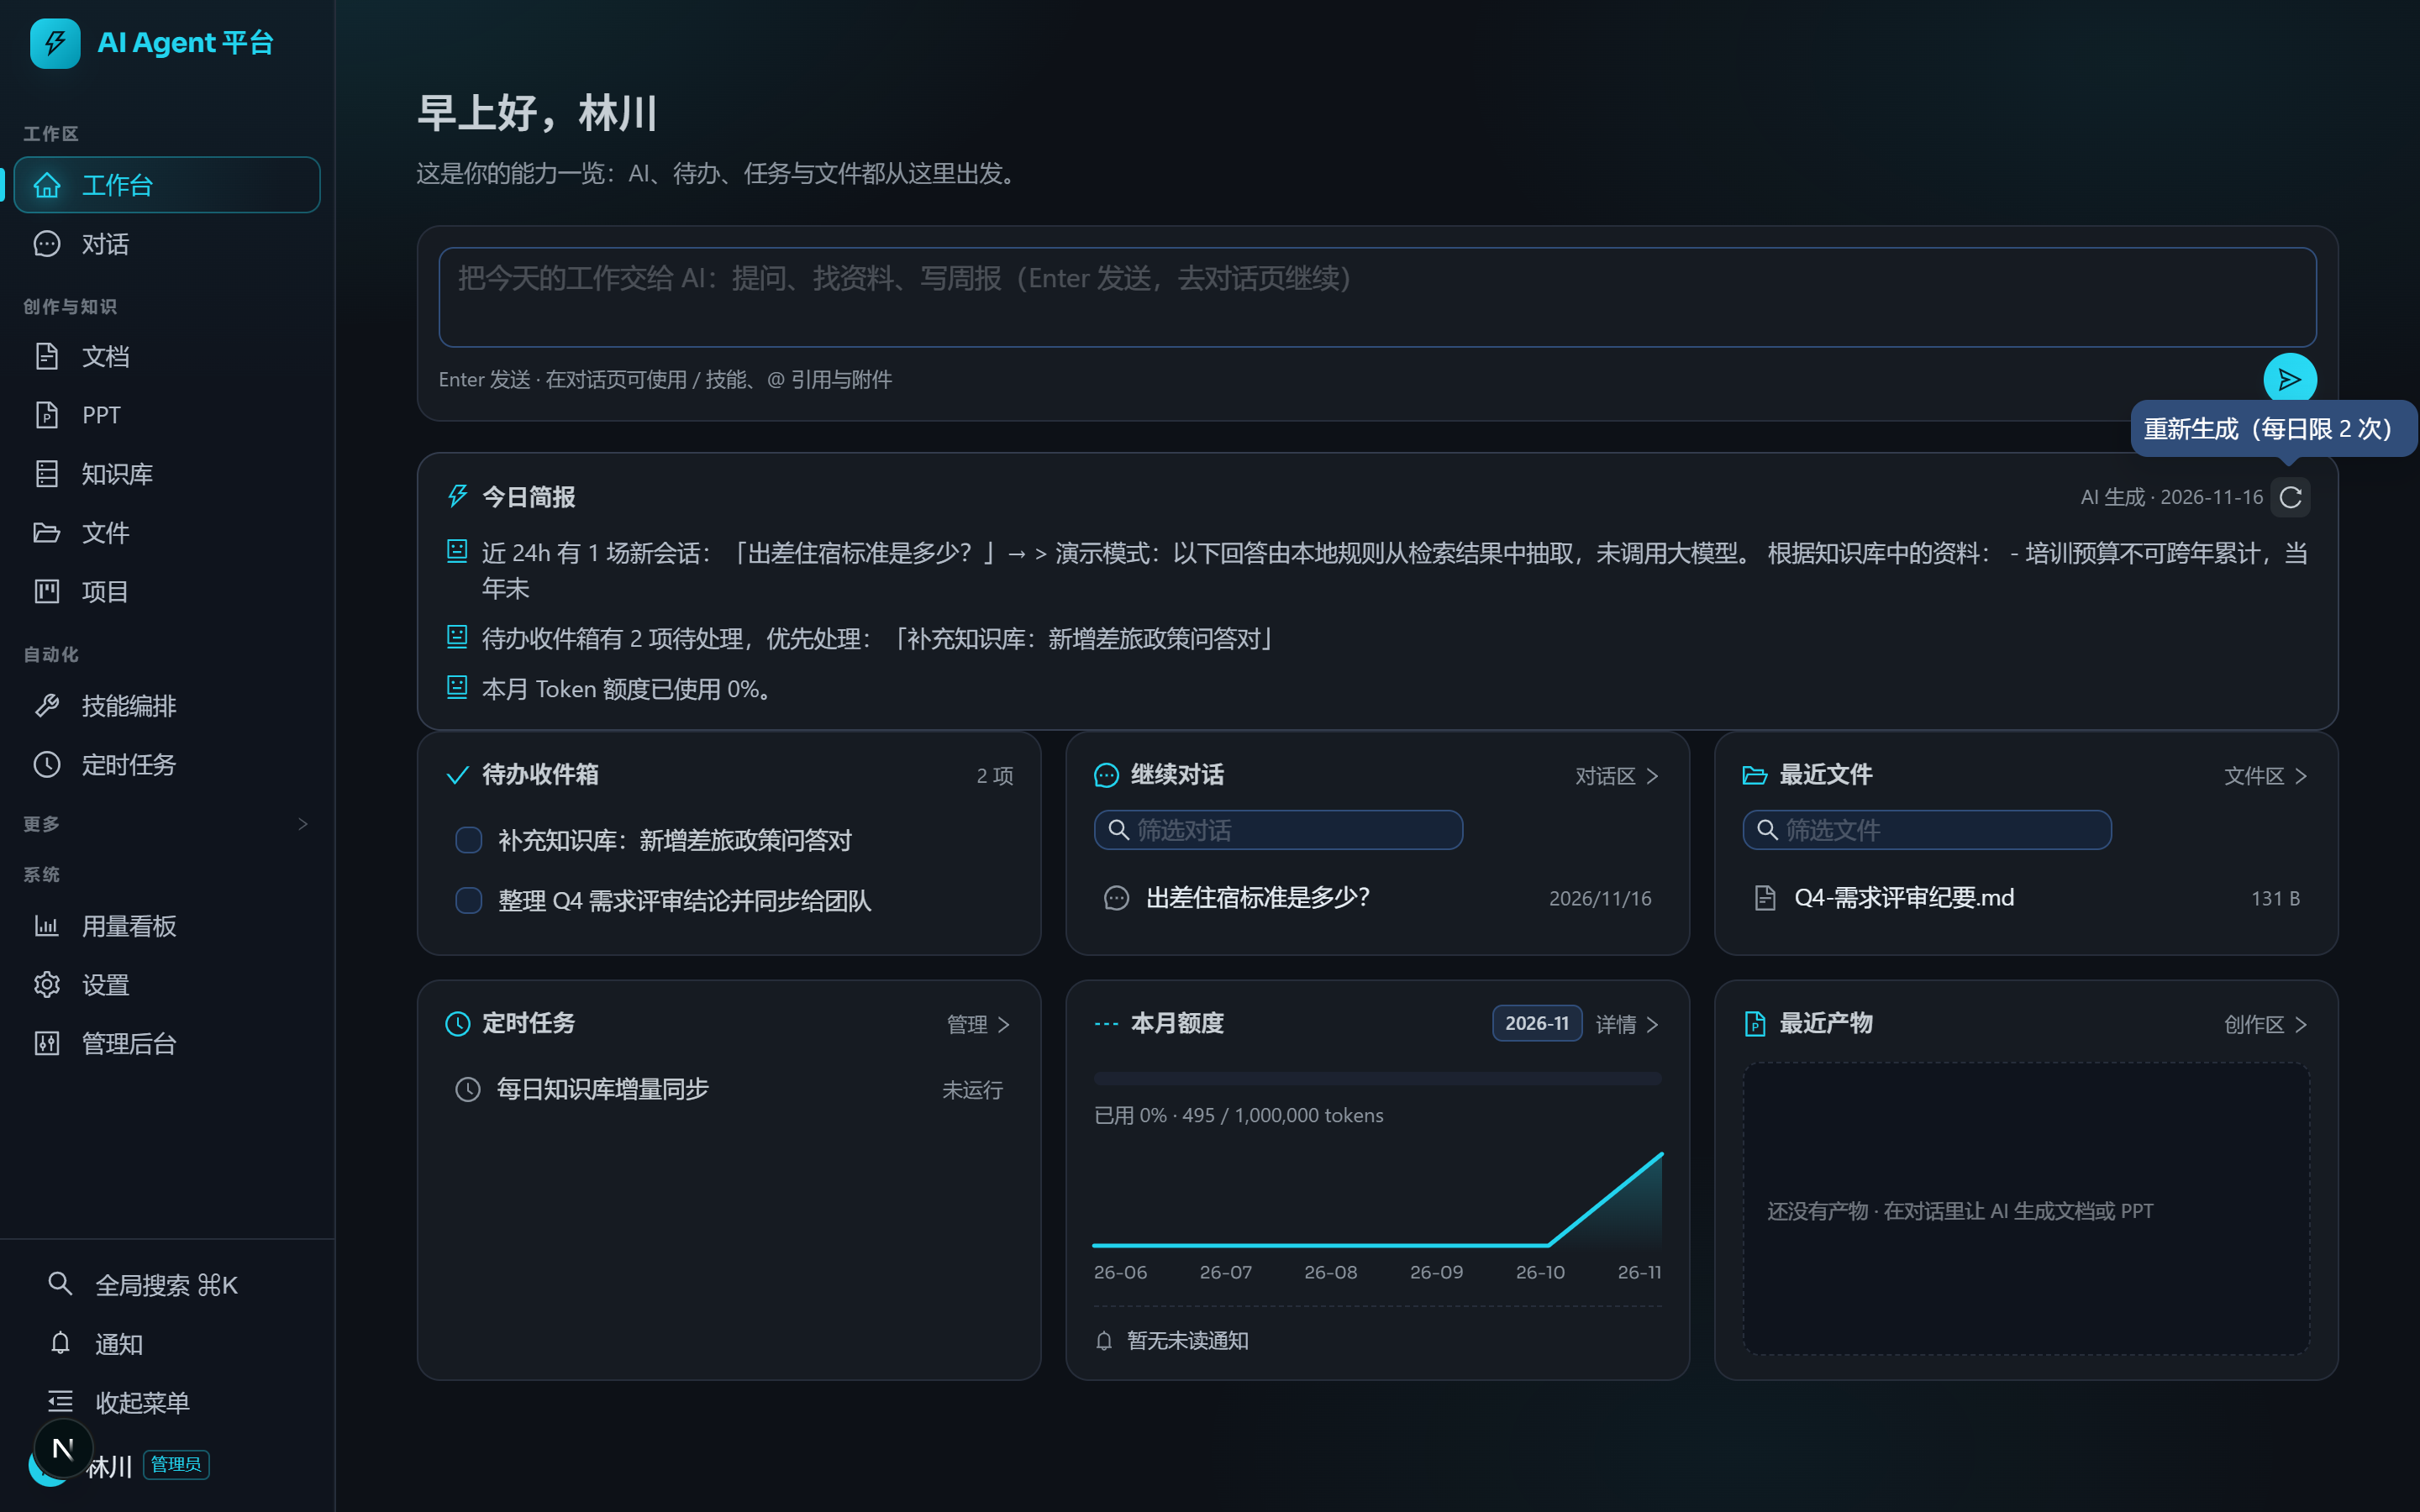 AI Agent 平台
工作区
工作台
对话
创作与知识
文档
PPT
知识库
文件
项目
自动化
技能编排
定时任务
更多
系统
用量看板
设置
管理后台
全局搜索 ⌘K
通知
收起菜单
N
林川 管理员
早上好，林川
这是你的能力一览：AI、待办、任务与文件都从这里出发。
把今天的工作交给 AI：提问、找资料、写周报（Enter 发送，去对话页继续）
Enter 发送 · 在对话页可使用 / 技能、@ 引用与附件
重新生成（每日限 2 次）
今日简报
AI 生成 · 2026-11-16
近 24h 有 1 场新会话：「出差住宿标准是多少？」→ > 演示模式：以下回答由本地规则从检索结果中抽取，未调用大模型。 根据知识库中的资料： - 培训预算不可跨年累计，当
年未
待办收件箱有 2 项待处理，优先处理：「补充知识库：新增差旅政策问答对」
本月 Token 额度已使用 0%。
待办收件箱
2 项
补充知识库：新增差旅政策问答对
整理 Q4 需求评审结论并同步给团队
继续对话
对话区
筛选对话
出差住宿标准是多少？
2026/11/16
最近文件
文件区
筛选文件
P
Q4-需求评审纪要.md
131 B
定时任务
管理
每日知识库增量同步
未运行
本月额度
2026-11
详情
已用 0% · 495 / 1,000,000 tokens
26-06 26-07 26-08 26-09 26-10 26-11
暂无未读通知
最近产物
创作区
还没有产物 · 在对话里让 AI 生成文档或 PPT